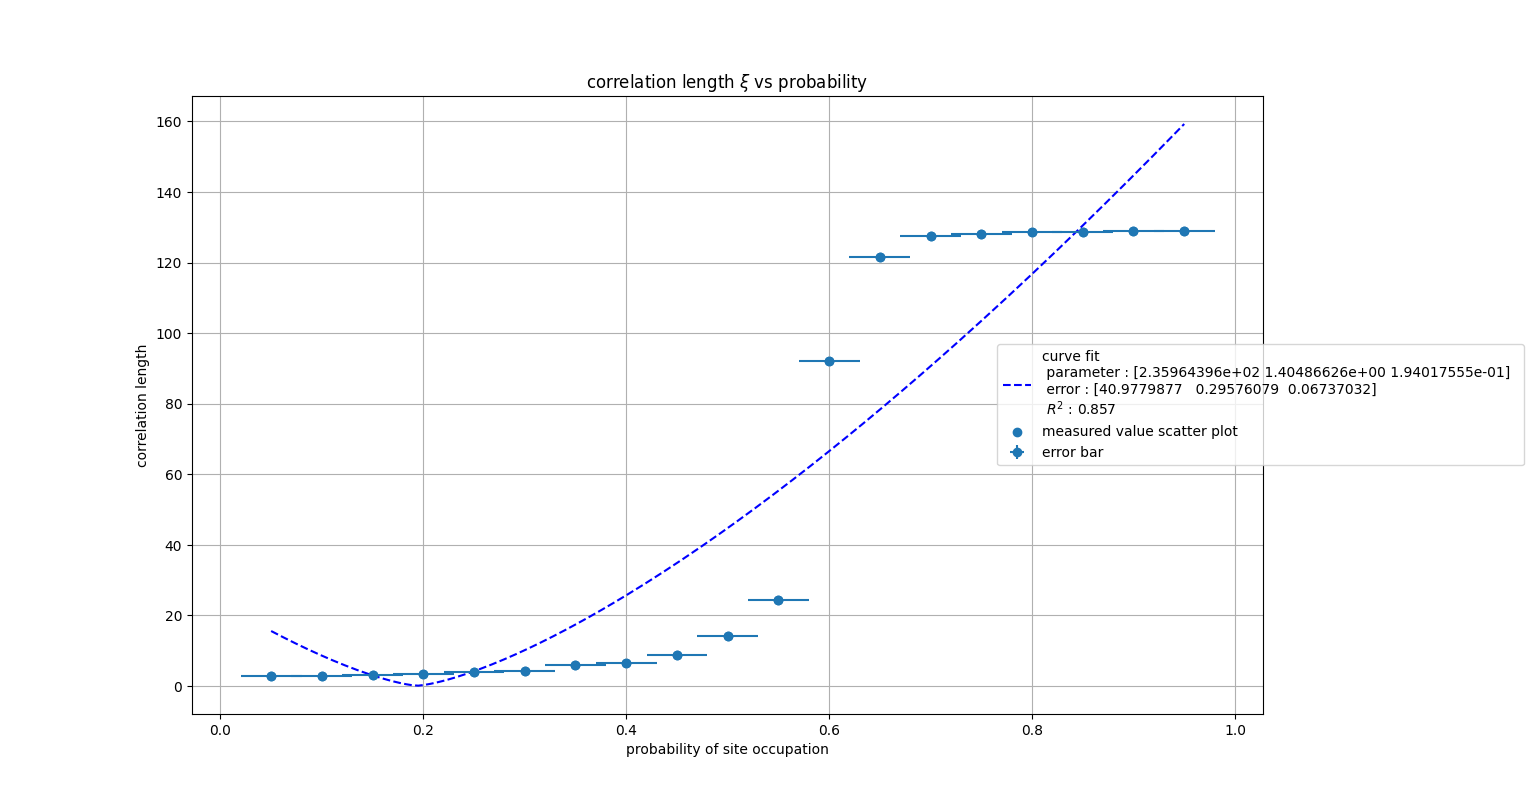 correlation length ξ vs probability
160
140
120
100
80
60
40
20
0
correlation length
0.0 0.2 0.4 0.6 0.8 1.0
probability of site occupation
curve fit
parameter : [2.35964396e+02 1.40486626e+00 1.94017555e-01]
error : [40.9779877 0.29576079 0.06737032]
R² : 0.857
measured value scatter plot
error bar